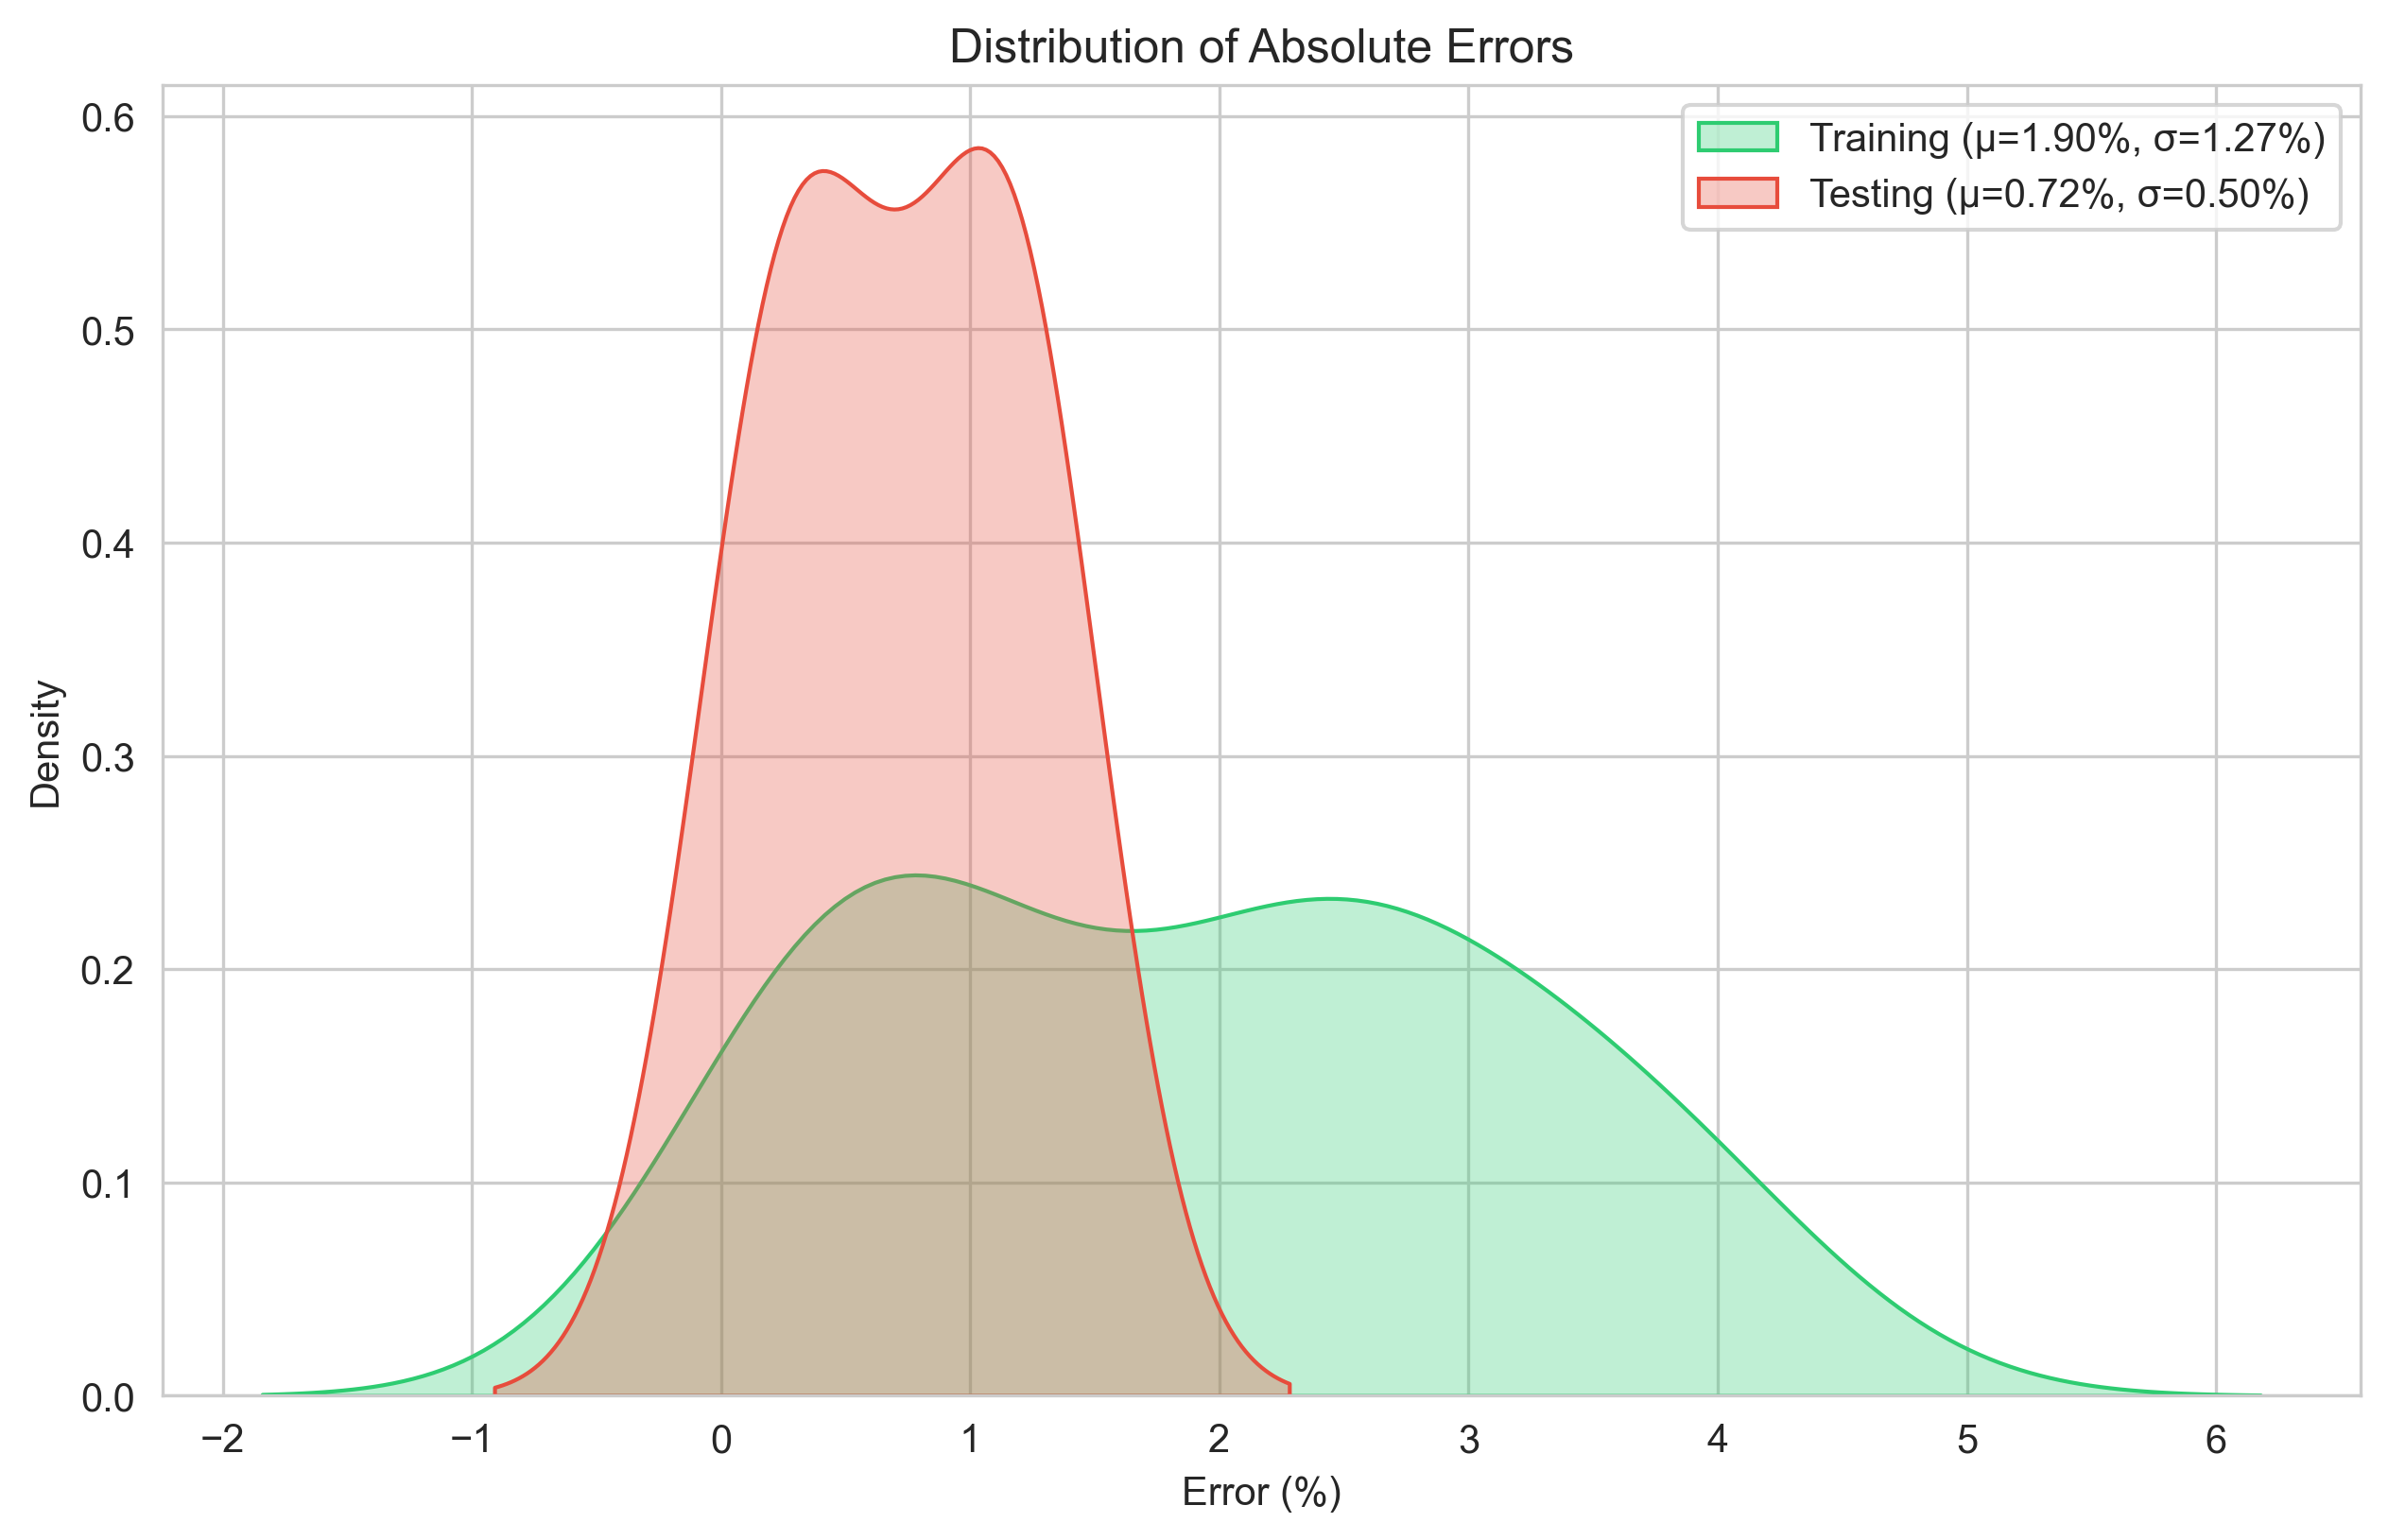 Distribution of Absolute Errors
Training (μ=1.90%, σ=1.27%)
Testing (μ=0.72%, σ=0.50%)
0.6
0.5
0.4
0.3
0.2
0.1
0.0
Density
−2 −1 0 1 2 3 4 5 6
Error (%)